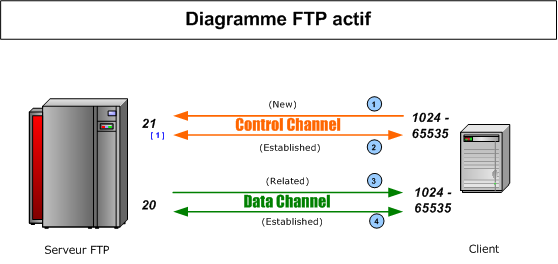 Diagramme FTP actif
(New)
1
21
[1]
Control Channel
1024 -
65535
(Established)
2
(Related)
3
20
Data Channel
1024 -
65535
(Established)
4
Serveur FTP
Client